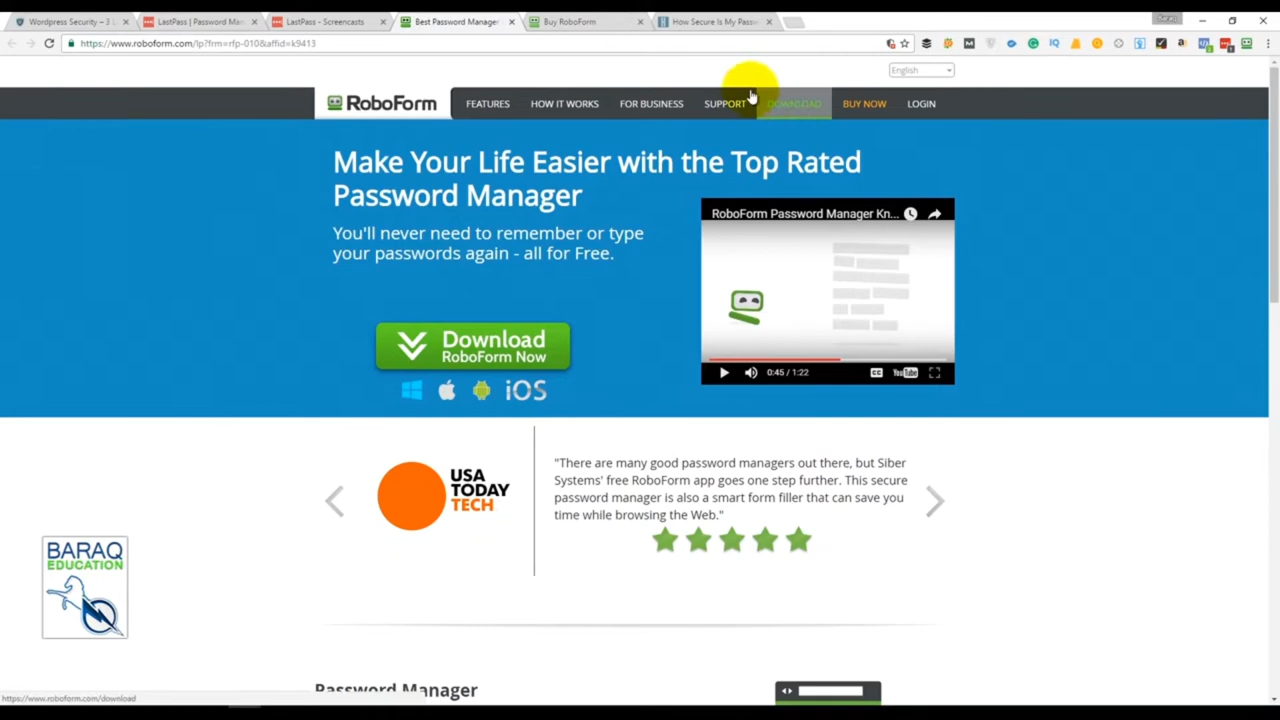 Wordpress Security – 3 L
LastPass | Password Man
LastPass - Screencasts
Best Password Manager
Buy RoboForm
How Secure Is My Passw
Baraq
https://www.roboform.com/lp?frm=rfp-010&affid=k9413
English
RoboForm
FEATURES
HOW IT WORKS
FOR BUSINESS
SUPPORT
DOWNLOAD
BUY NOW
LOGIN
Make Your Life Easier with the Top Rated
Password Manager
You'll never need to remember or type
your passwords again - all for Free.
RoboForm Password Manager Kn...
Download
RoboForm Now
0:45 / 1:22
CC
YouTube
iOS
USA
TODAY
TECH
"There are many good password managers out there, but Siber
Systems' free RoboForm app goes one step further. This secure
password manager is also a smart form filler that can save you
time while browsing the Web."
BARAQ
EDUCATION
Password Manager
https://www.roboform.com/download